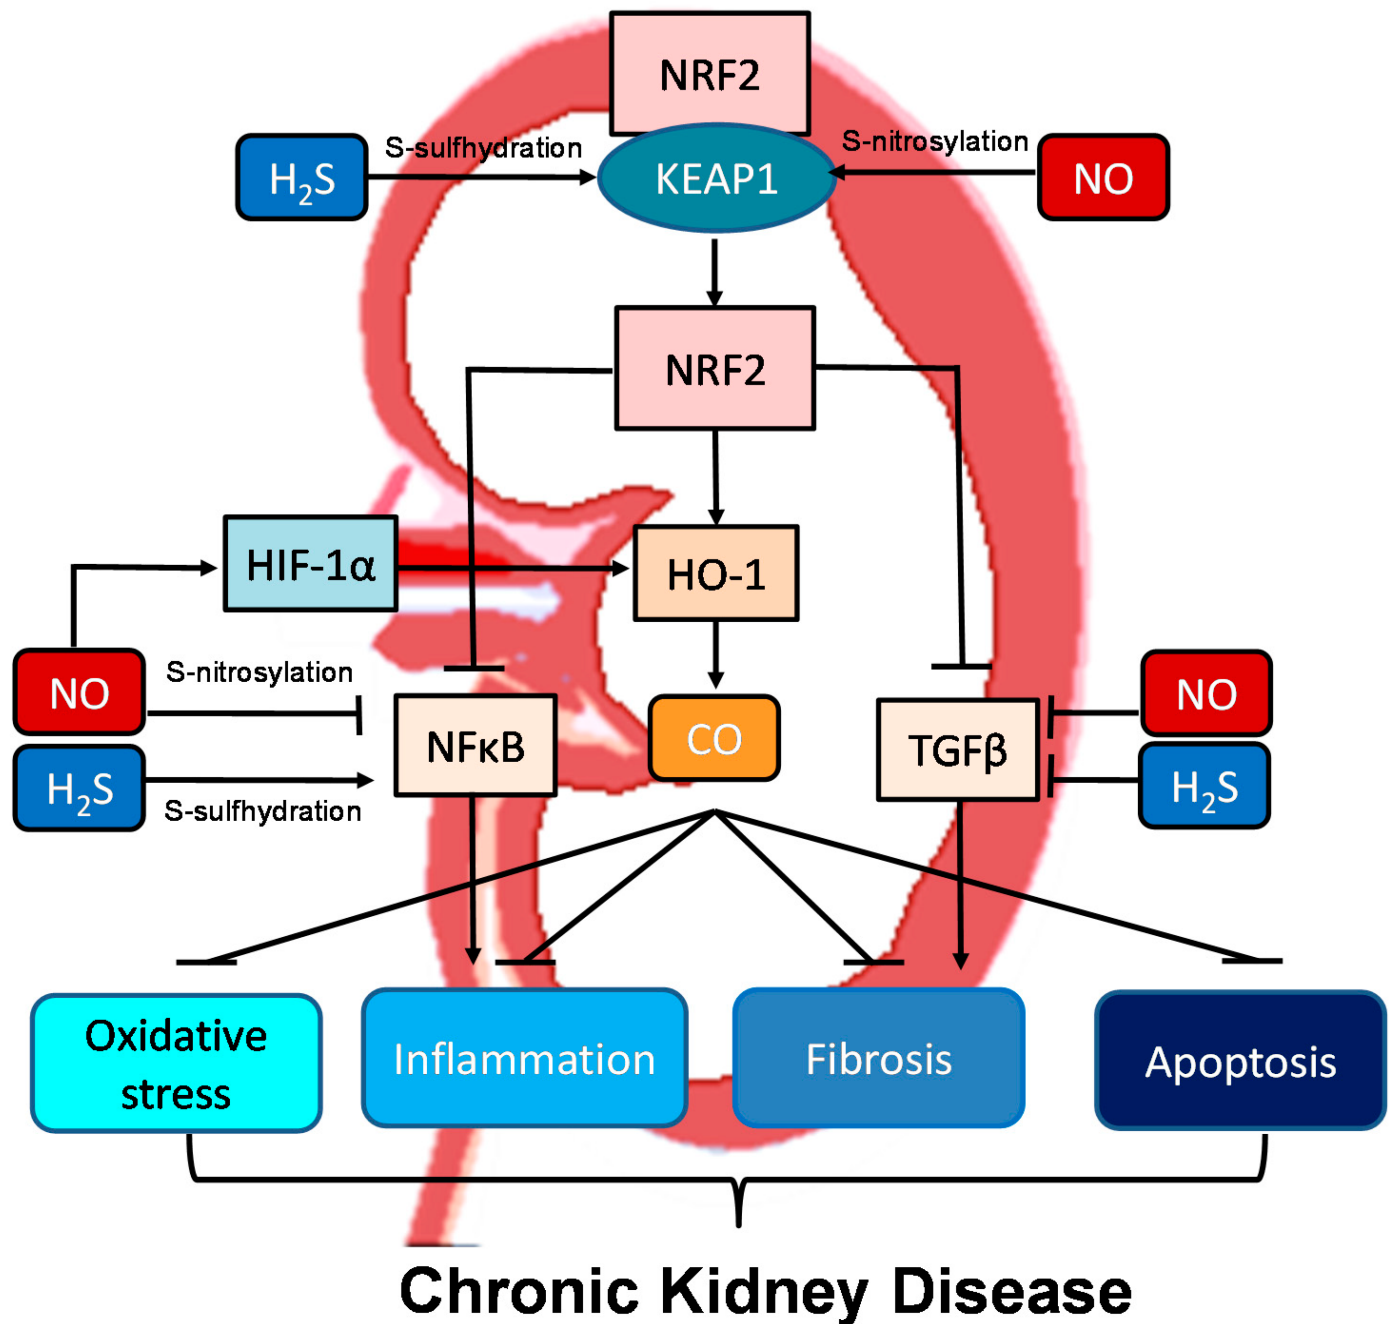 NRF2
S-sulfhydration
S-nitrosylation
H₂S
KEAP1
NO
NRF2
HIF-1α
HO-1
NO
S-nitrosylation
NO
NFκB
CO
TGFβ
H₂S
S-sulfhydration
H₂S
Oxidative
stress
Inflammation
Fibrosis
Apoptosis
Chronic Kidney Disease